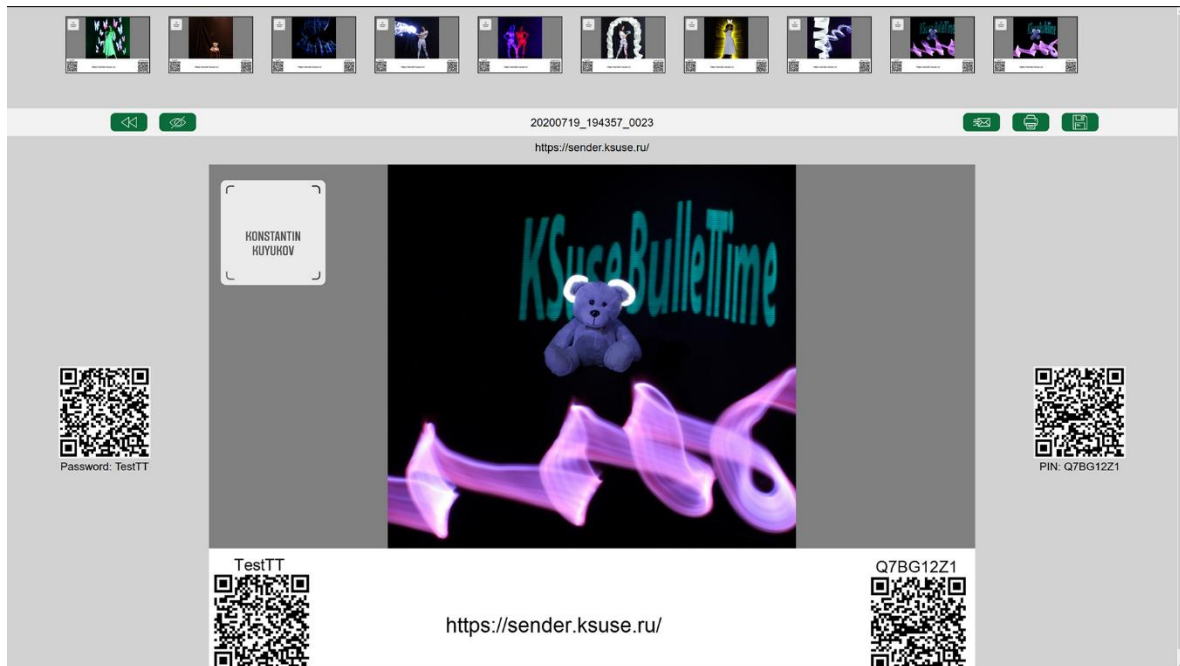 20200719_194357_0023
https://sender.ksuse.ru/
KONSTANTIN
KUYUKOV
KSuseBulletTime
Password: TestTT
PIN: Q7BG12Z1
TestTT
Q7BG12Z1
https://sender.ksuse.ru/